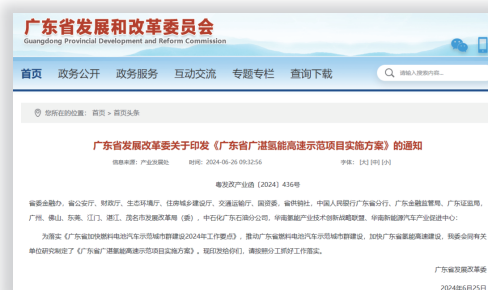 广东省发展和改革委员会
Guangdong Provincial Development and Reform Commission
首页 政务公开 政务服务 互动交流 专题专栏 查询下载 请输入搜索内容...
您所在的位置： 首页 > 首页头条
广东省发展改革委关于印发《广东省广湛氢能高速示范项目实施方案》的通知
信息来源：产业发展处 时间：2024-06-26 09:32:56 字体： [大] [中] [小]
粤发改产业函〔2024〕436号
省委金融办，省公安厅、财政厅、生态环境厅、住房城乡建设厅、交通运输厅、国资委、省供销社，中国人民银行广东省分行、广东金融监管局、广东证监局，
广州、佛山、东莞、江门、湛江、茂名市发展改革局（委），中石化广东石油分公司，华南氢能产业技术创新战略联盟、华南新能源汽车产业促进中心：
为落实《广东省加快燃料电池汽车示范城市群建设2024年工作要点》，推动广东省燃料电池汽车示范城市群建设，加快广东省氢能高速建设，我委会同有关
单位研究制定了《广东省广湛氢能高速示范项目实施方案》。现印发给你们，请按照分工抓好工作落实。
广东省发展改革委
2024年6月25日